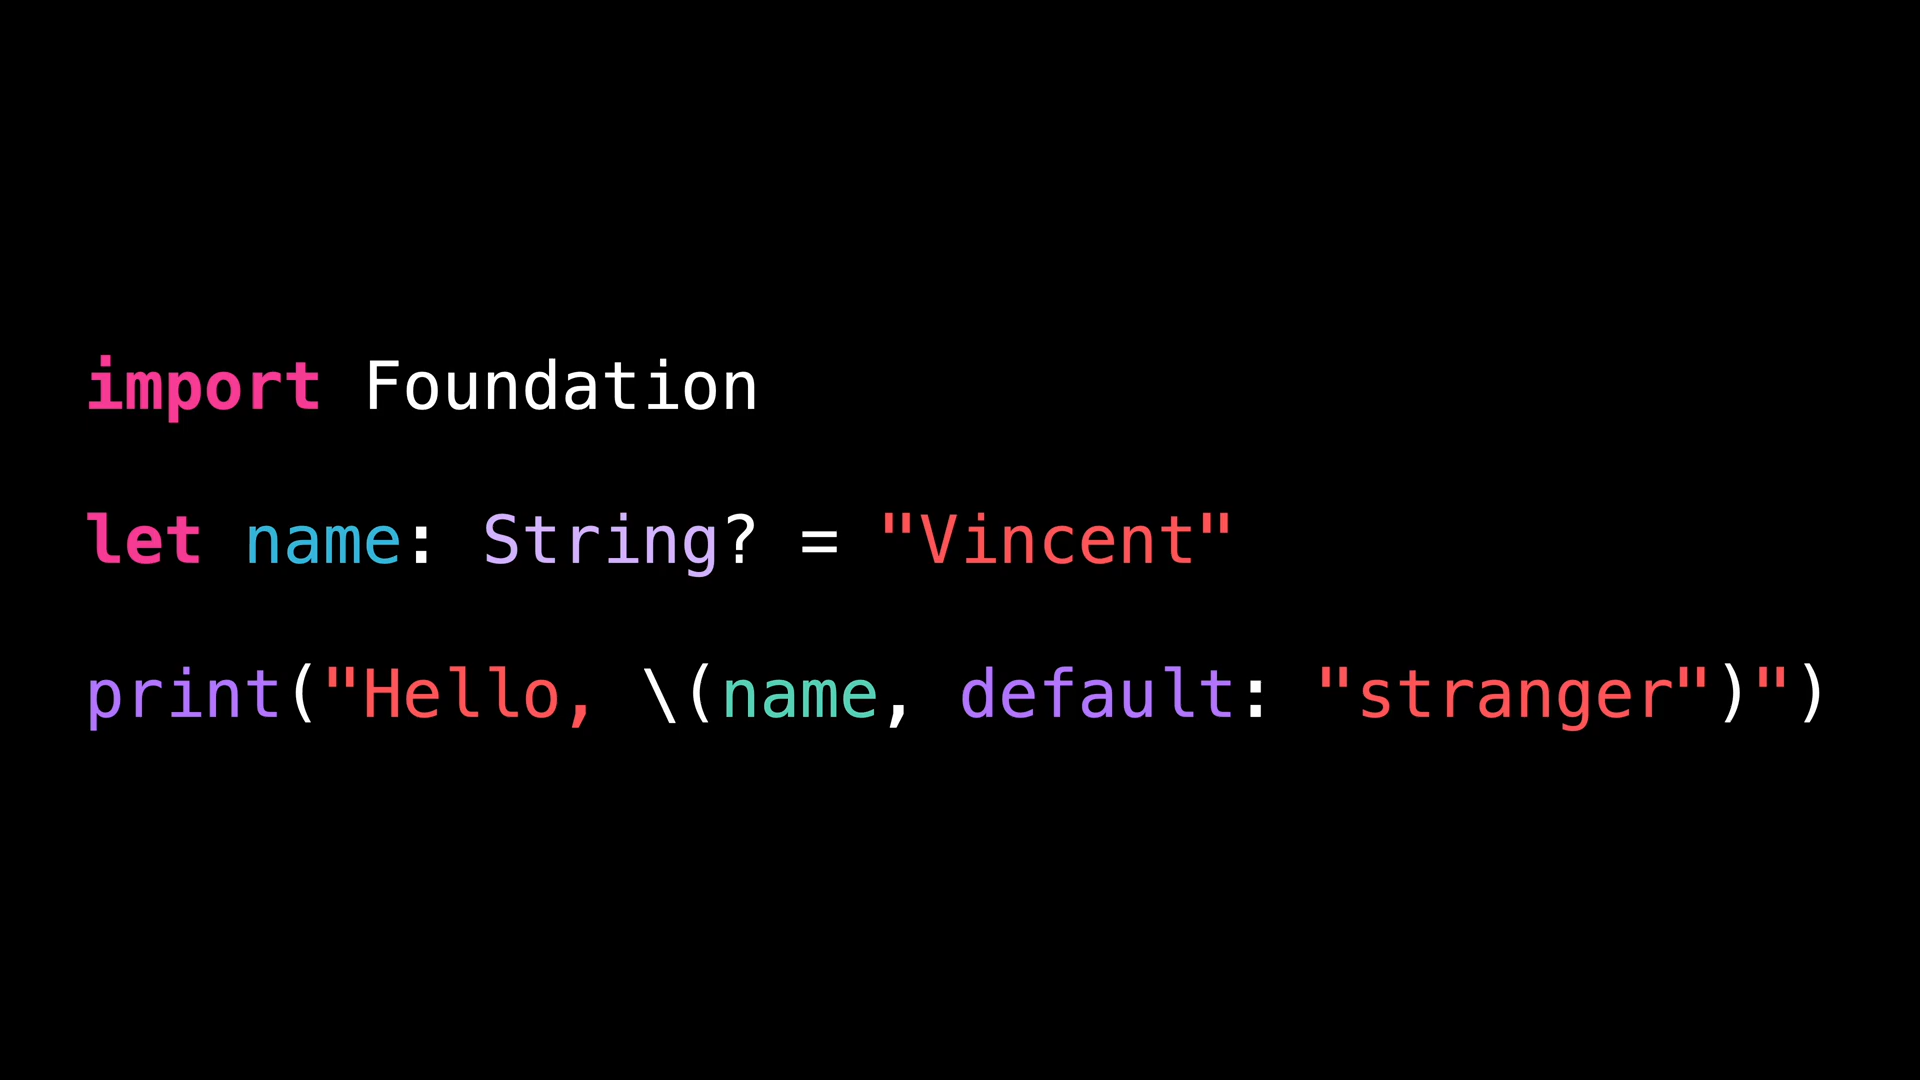 import Foundation
let name: String? = "Vincent"
print("Hello, \(name, default: "stranger")")